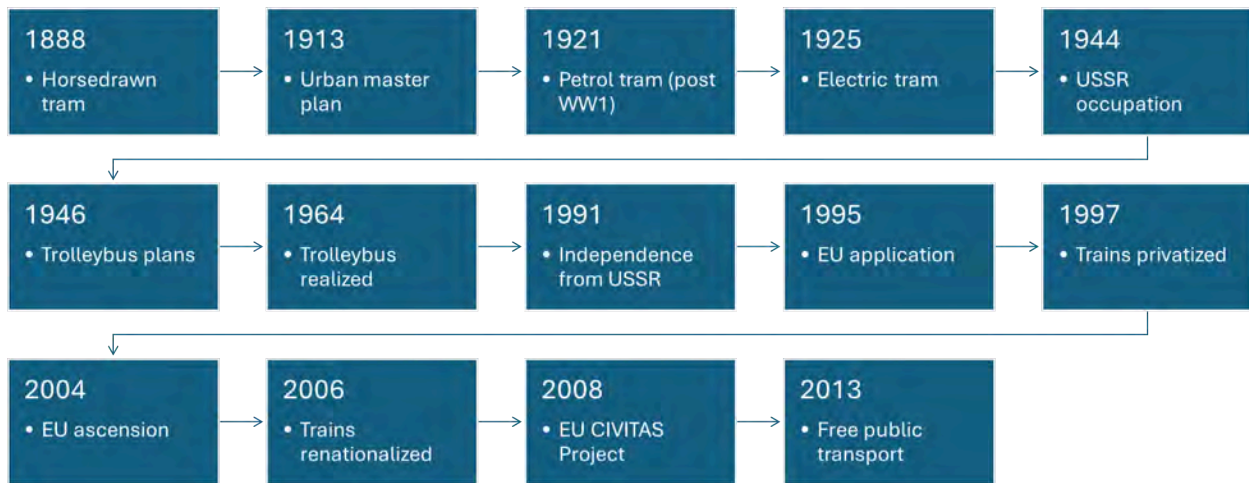 1888
• Horsedrawn
tram
1913
• Urban master
plan
1921
• Petrol tram (post
WW1)
1925
• Electric tram
1944
• USSR
occupation
1946
• Trolleybus plans
1964
• Trolleybus
realized
1991
• Independence
from USSR
1995
• EU application
1997
• Trains privatized
2004
• EU ascension
2006
• Trains
renationalized
2008
• EU CIVITAS
Project
2013
• Free public
transport